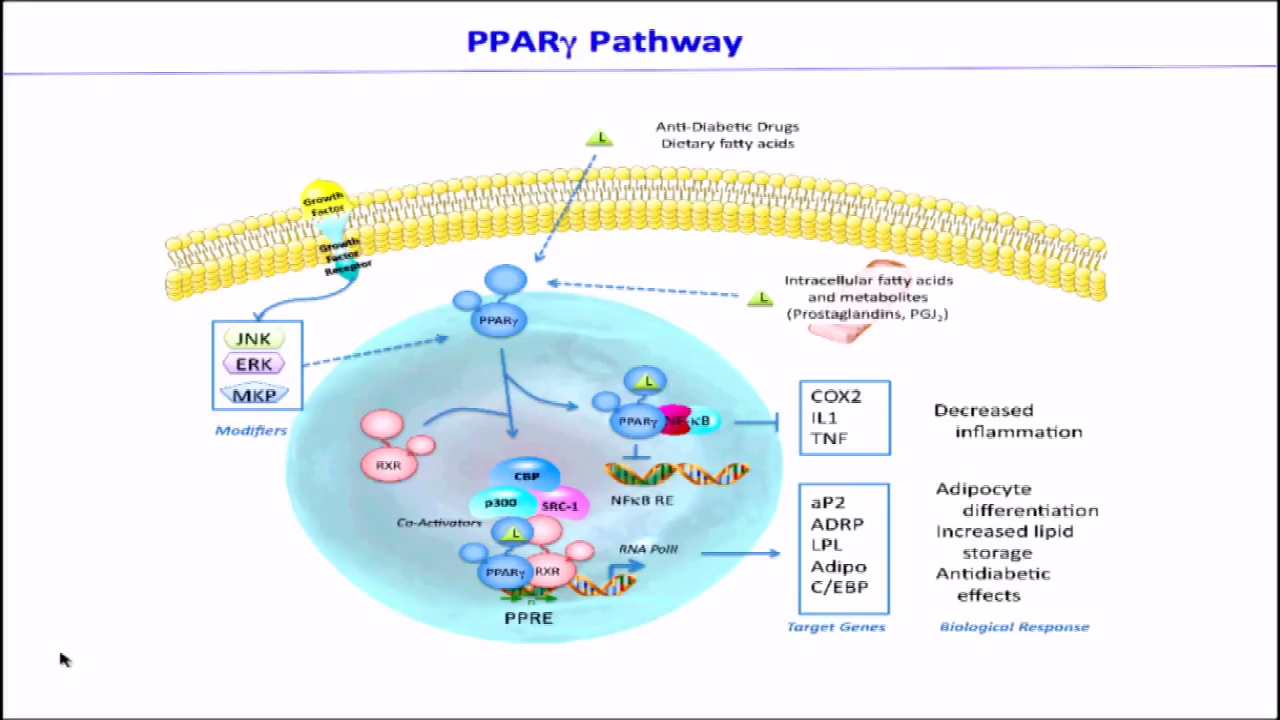 PPARγ Pathway
L
Anti-Diabetic Drugs
Dietary fatty acids
Growth
Factor
Growth
Factor
Receptor
L
Intracellular fatty acids
and metabolites
(Prostaglandins, PGJ2)
PPARγ
JNK
ERK
MKP
Modifiers
L
PPARγ
NFκB
COX2
IL1
TNF
Decreased
inflammation
RXR
CBP
p300
SRC-1
NFκB RE
Co-Activators
L
PPARγ
RXR
RNA PolII
n
PPRE
aP2
ADRP
LPL
Adipo
C/EBP
Adipocyte
differentiation
Increased lipid
storage
Antidiabetic
effects
Target Genes
Biological Response